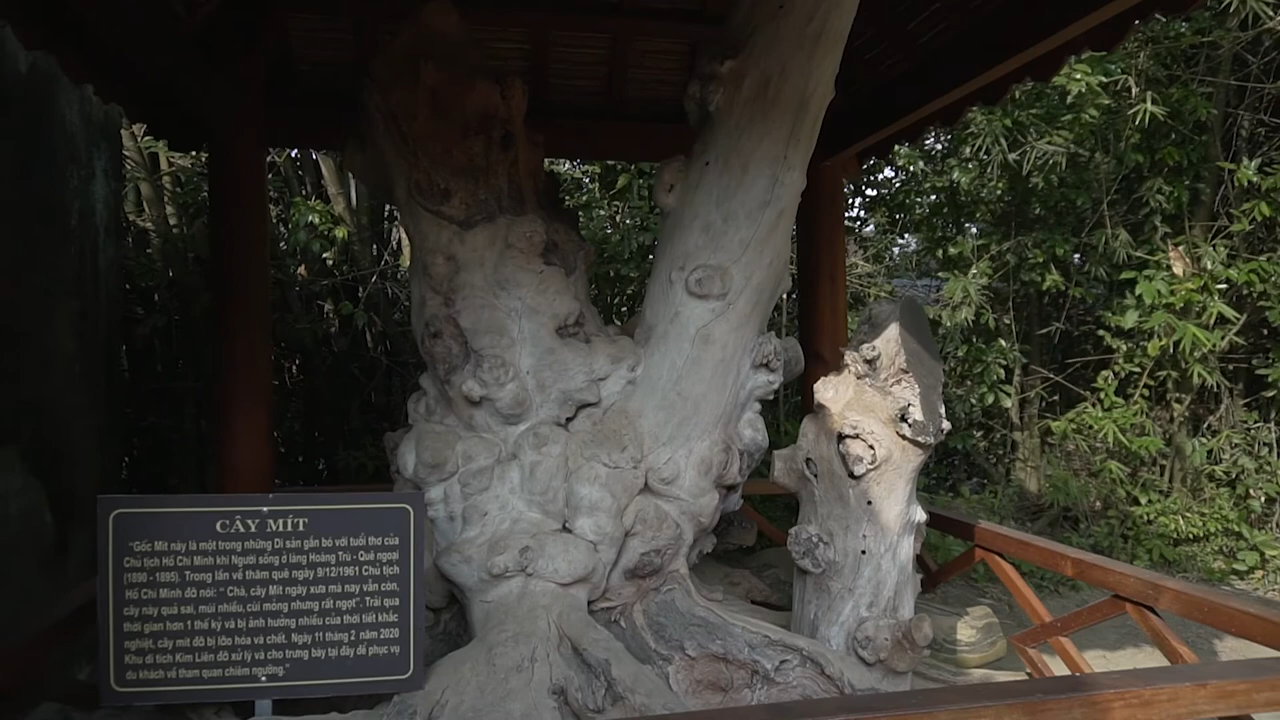 CÂY MÍT
"Gốc Mít này là một trong những Di sản gắn bó với tuổi thơ của
Chủ tịch Hồ Chí Minh khi Người sống ở làng Hoàng Trù - Quê ngoại
(1890 - 1895). Trong lần về thăm quê ngày 9/12/1961 Chủ tịch
Hồ Chí Minh đã nói: " Chà, cây Mít ngày xưa mà nay vẫn còn,
cây này quả sai, múi nhiều, cùi mỏng nhưng rất ngọt". Trải qua
thời gian hơn 1 thế kỷ và bị ảnh hưởng nhiều của thời tiết khắc
nghiệt, cây mít đã bị lão hóa và chết. Ngày 11 tháng 2 năm 2020
Khu di tích Kim Liên đã xử lý và cho trưng bày tại đây để phục vụ
du khách về tham quan chiêm ngưỡng."